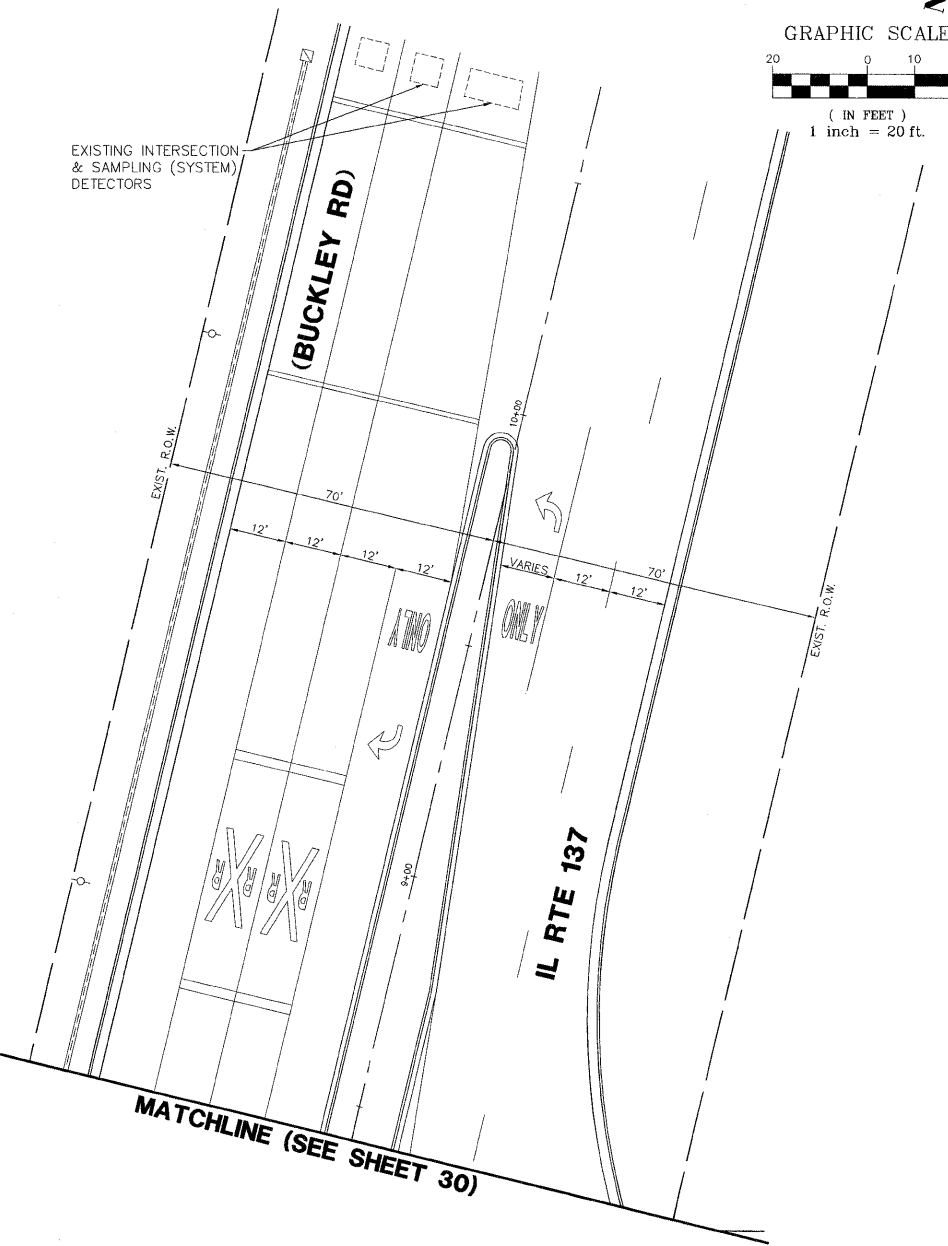 N
GRAPHIC SCALE
20 0 10
( IN FEET )
1 inch = 20 ft.
EXISTING INTERSECTION
& SAMPLING (SYSTEM)
DETECTORS
(BUCKLEY RD)
10+00
EXIST. R.O.W.
70'
12'
12'
12'
12'
VARIES
12'
12'
70'
EXIST. R.O.W.
ONLY
ONLY
R R
R R
9+00
IL RTE 137
MATCHLINE (SEE SHEET 30)